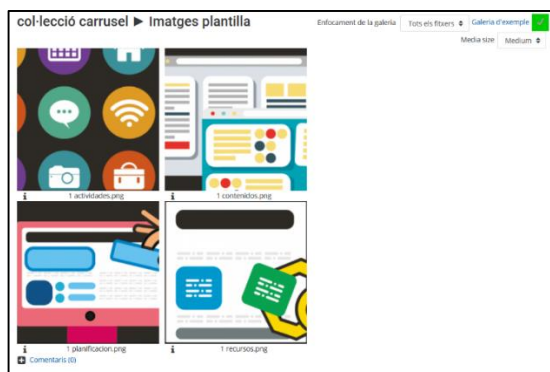 col·lecció carrusel ► Imatges plantilla
Enfocament de la galeria Tots els fitxers Galeria d'exemple
Media size Medium
1 actividades.png
1 contenidos.png
1 planificacion.png
1 recursos.png
Comentaris (0)